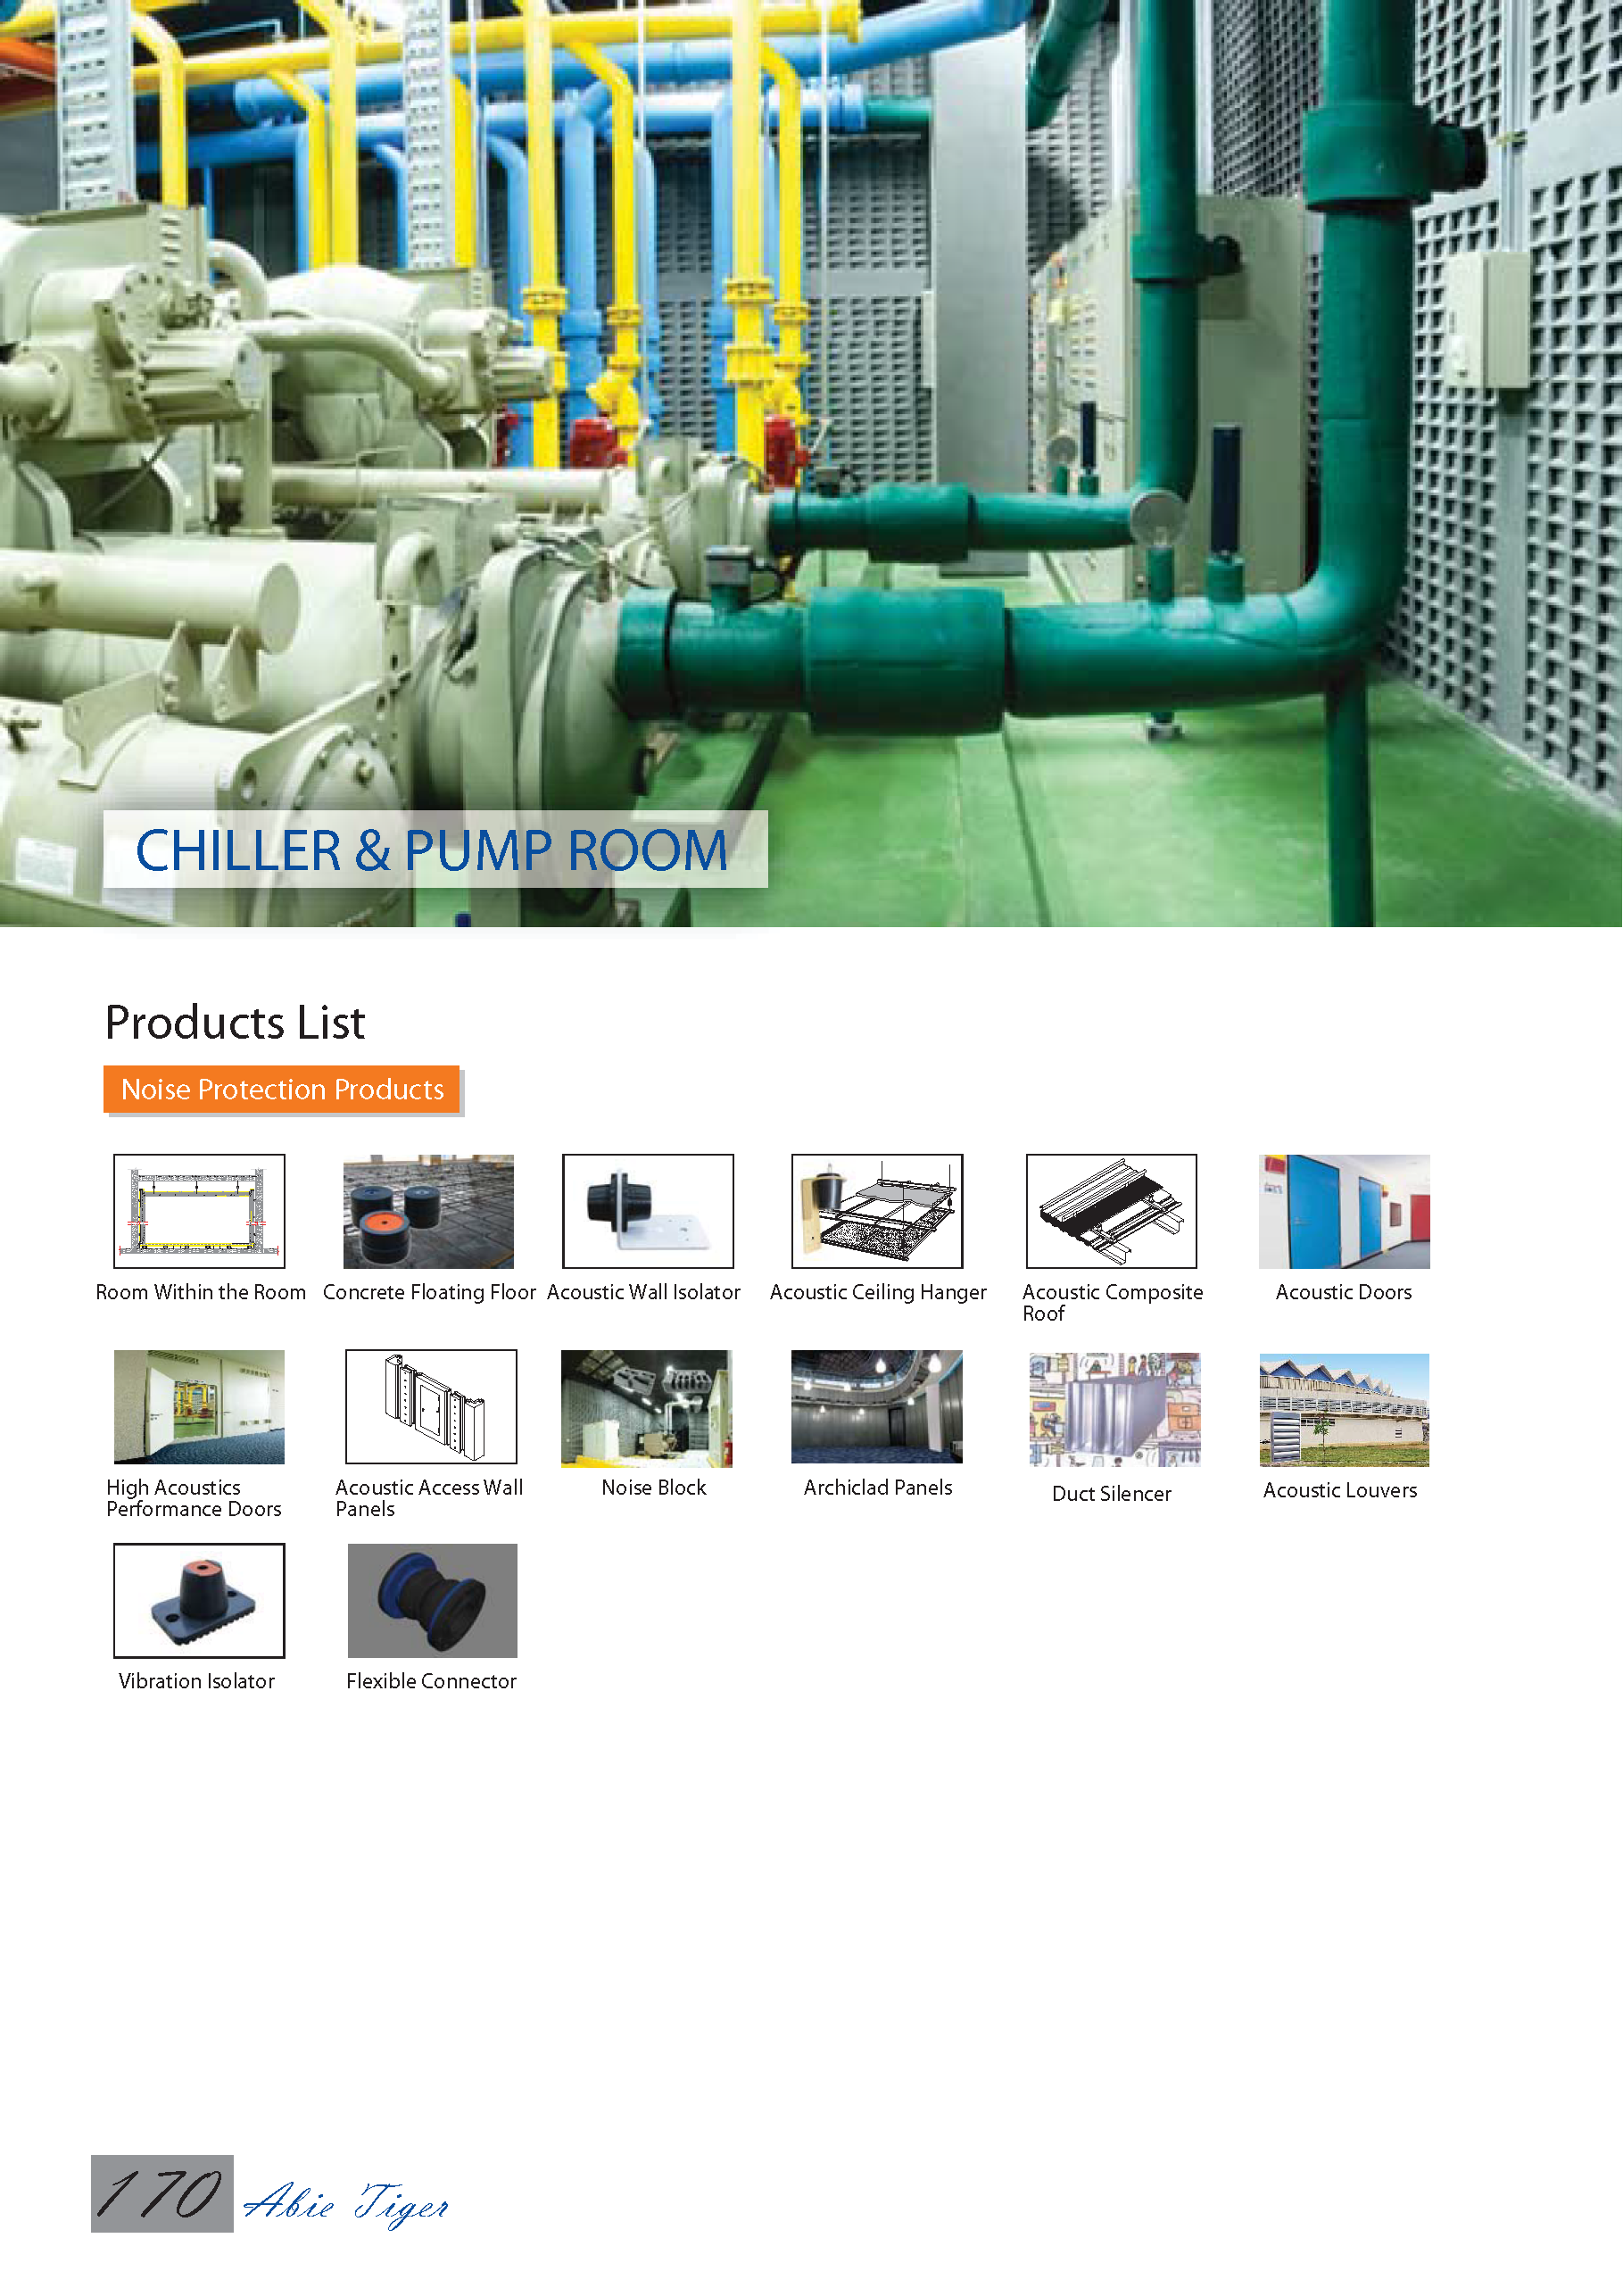 CHILLER & PUMP ROOM
Products List
Noise Protection Products
Room Within the Room
Concrete Floating Floor
Acoustic Wall Isolator
Acoustic Ceiling Hanger
Acoustic Composite
Roof
Acoustic Doors
High Acoustics
Performance Doors
Acoustic Access Wall
Panels
Noise Block
Archiclad Panels
Duct Silencer
Acoustic Louvers
Vibration Isolator
Flexible Connector
170
Abie Tiger